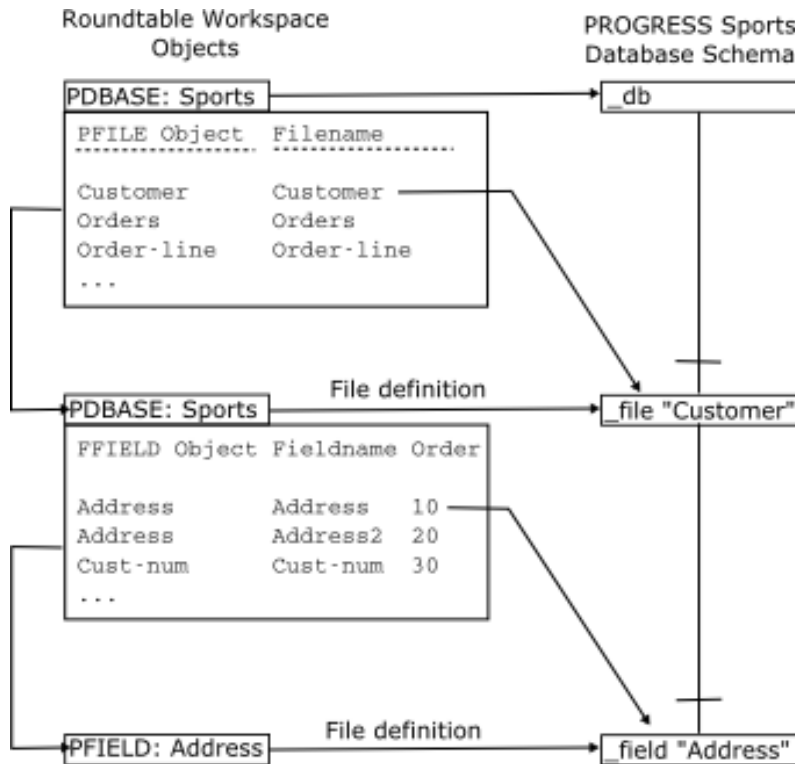 Roundtable Workspace
Objects
PROGRESS Sports
Database Schema
PDBASE: Sports
_db
PFILE Object Filename
Customer Customer
Orders Orders
Order-line Order-line
...
File definition
PDBASE: Sports
_file "Customer"
FFIELD Object Fieldname Order
Address Address 10
Address Address2 20
Cust-num Cust-num 30
...
File definition
PFIELD: Address
_field "Address"